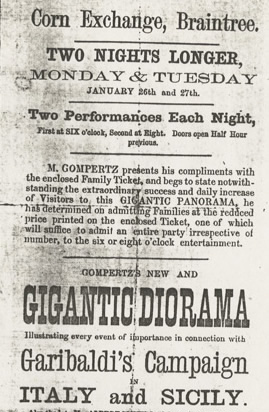 Corn Exchange, Braintree.
TWO NIGHTS LONGER,
MONDAY & TUESDAY
JANUARY 26th and 27th.
Two Performances Each Night,
First at SIX o'clock, Second at Eight. Doors open Half Hour
previous.
M. GOMPERTZ presents his compliments with
the enclosed Family Ticket, and begs to state notwith-
standing the extraordinary success and daily increase
of Visitors to this GIGANTIC PANORAMA, he
has determined on admitting Families at the reduced
price printed on the enclosed Ticket, one of which
will suffice to admit an entire party irrespective of
number, to the six or eight o'clock entertainment.
GOMPERTZ'S NEW AND
GIGANTIC DIORAMA
Illustrating every event of importance in connection with
Garibaldi's Campaign
IN
ITALY and SICILY.